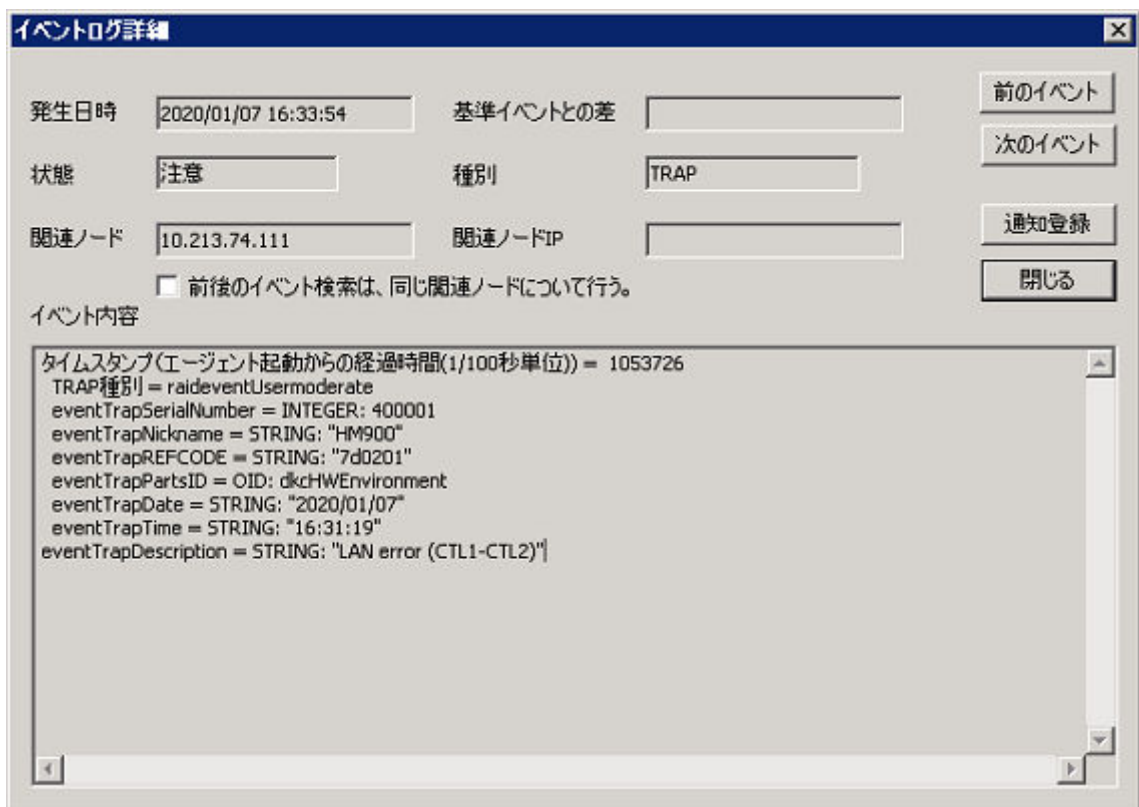 イベントログ詳細
発生日時 2020/01/07 16:33:54 基準イベントとの差 前のイベント
次のイベント
状態 注意 種別 TRAP
関連ノード 10.213.74.111 関連ノードIP 通知登録
□ 前後のイベント検索は、同じ関連ノードについて行う。 閉じる
イベント内容
タイムスタンプ(エージェント起動からの経過時間(1/100秒単位)) = 1053726
TRAP種別 = raideventUsermoderate
eventTrapSerialNumber = INTEGER: 400001
eventTrapNickname = STRING: "HM900"
eventTrapREFCODE = STRING: "7d0201"
eventTrapPartsID = OID: dkcHWEnvironment
eventTrapDate = STRING: "2020/01/07"
eventTrapTime = STRING: "16:31:19"
eventTrapDescription = STRING: "LAN error (CTL1-CTL2)"